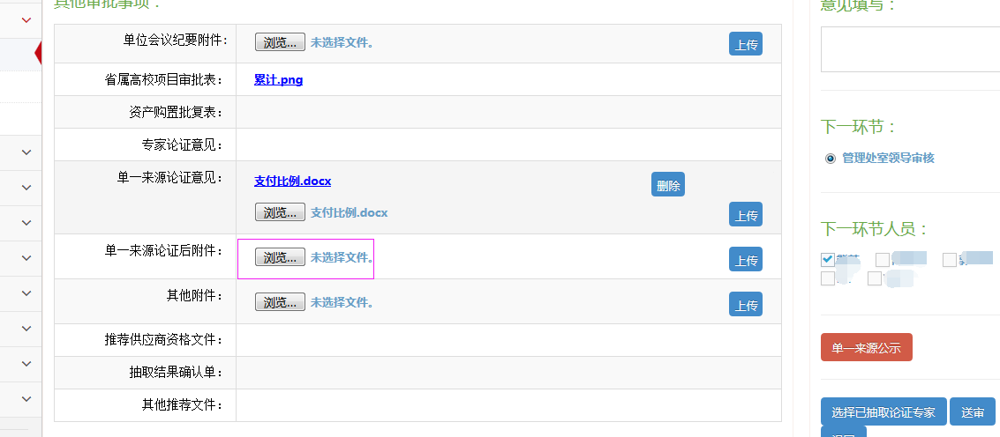 其他审批事项：
单位会议纪要附件：
浏览... 未选择文件。
上传
省属高校项目审批表：
累计.png
资产购置批复表：
专家论证意见：
单一来源论证意见：
支付比例.docx
删除
浏览... 支付比例.docx
上传
单一来源论证后附件：
浏览... 未选择文件。
上传
其他附件：
浏览... 未选择文件。
上传
推荐供应商资格文件：
抽取结果确认单：
其他推荐文件：
意见填写：
下一环节：
管理处室领导审核
下一环节人员：
单一来源公示
选择已抽取论证专家
送审